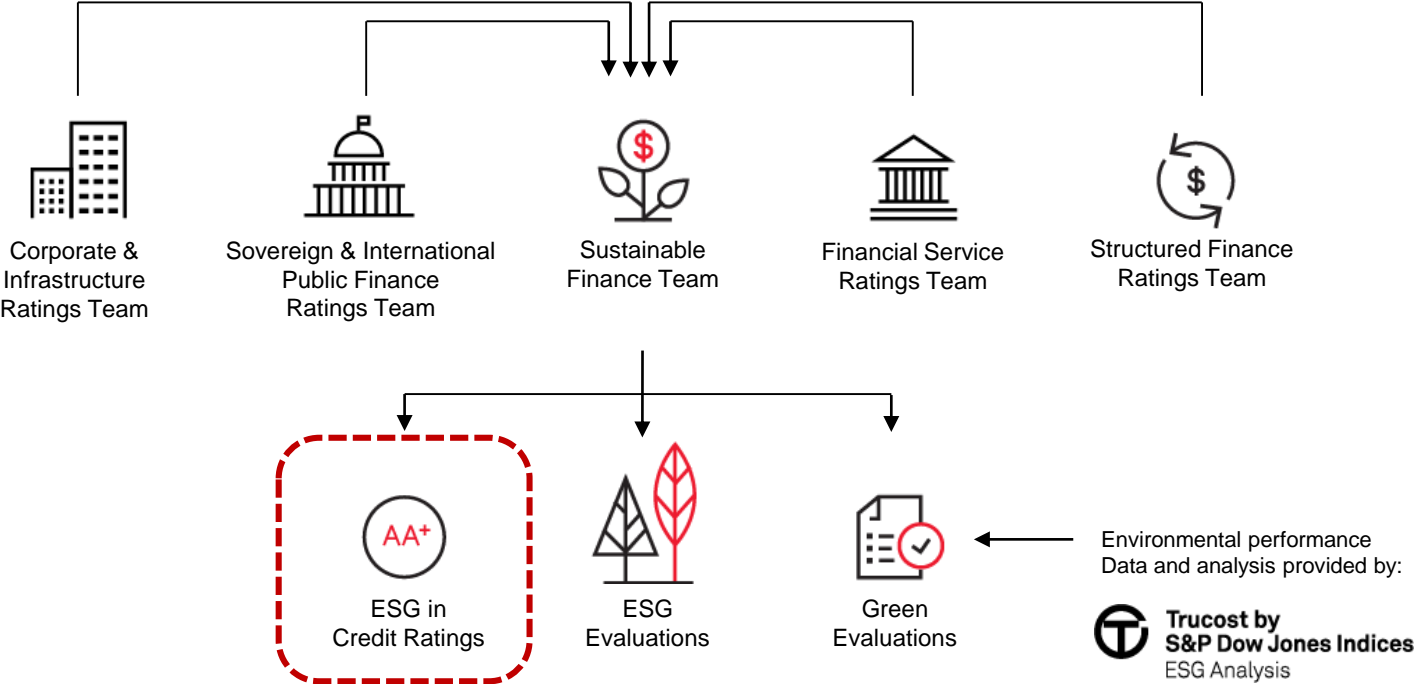 $
$
Corporate &
Infrastructure
Ratings Team
Sovereign & International
Public Finance
Ratings Team
Sustainable
Finance Team
Financial Service
Ratings Team
Structured Finance
Ratings Team
AA+
ESG in
Credit Ratings
ESG
Evaluations
Green
Evaluations
Environmental performance
Data and analysis provided by:
T
Trucost by
S&P Dow Jones Indices
ESG Analysis